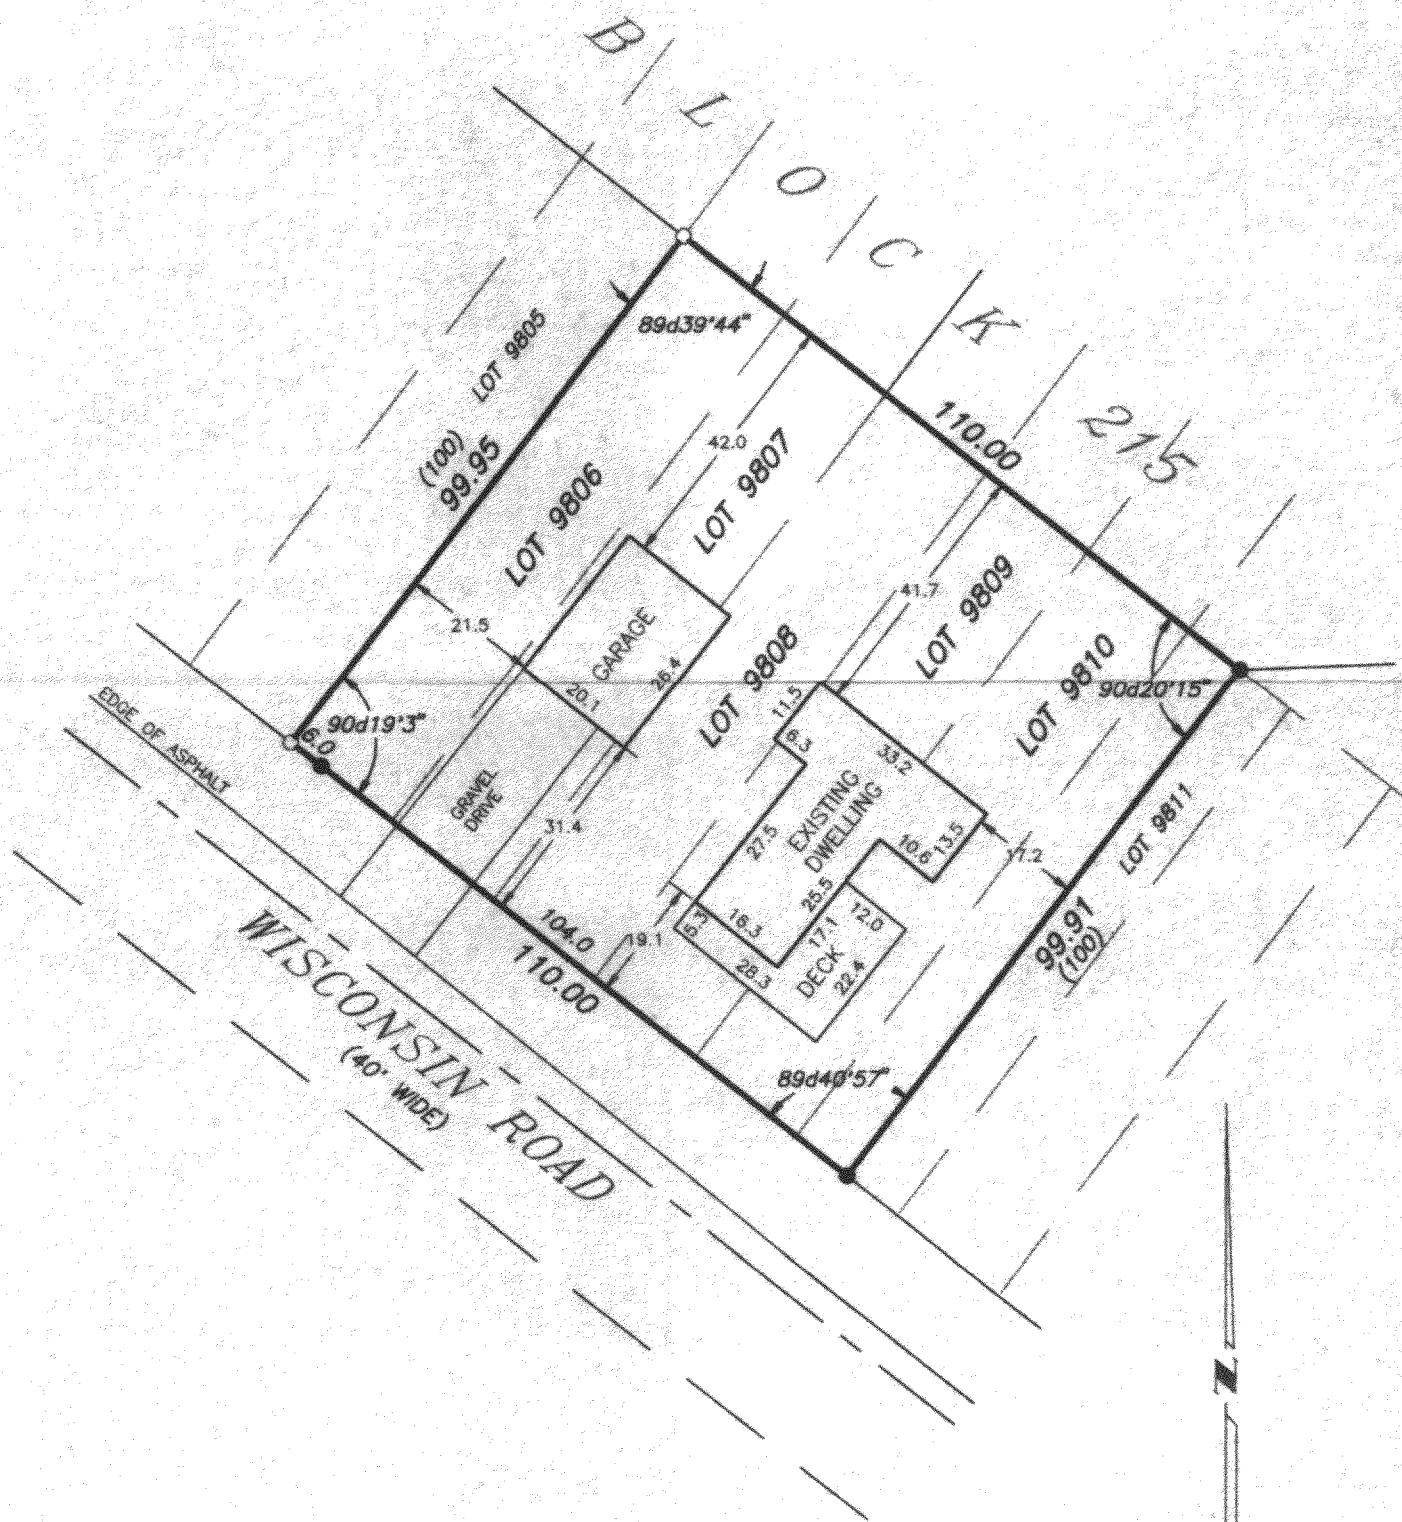 BLOCK 215
89d39'44"
LOT 9805
(100)
99.95
42.0
LOT 9806
LOT 9807
110.00
41.7
LOT 9809
21.5
GARAGE
26.4
20.1
LOT 9808
LOT 9810
90d20'15"
90d19'3"
6.0
EDGE OF ASPHALT
GRAVEL
DRIVE
31.4
11.5
6.3
33.2
EXISTING
DWELLING
27.5
10.6
13.5
17.2
LOT 9811
25.5
16.3
17.1
12.0
DECK
22.4
28.3
19.1
104.0
110.00
99.91
(100)
89d40'57"
WISCONSIN ROAD
(40' WIDE)
N